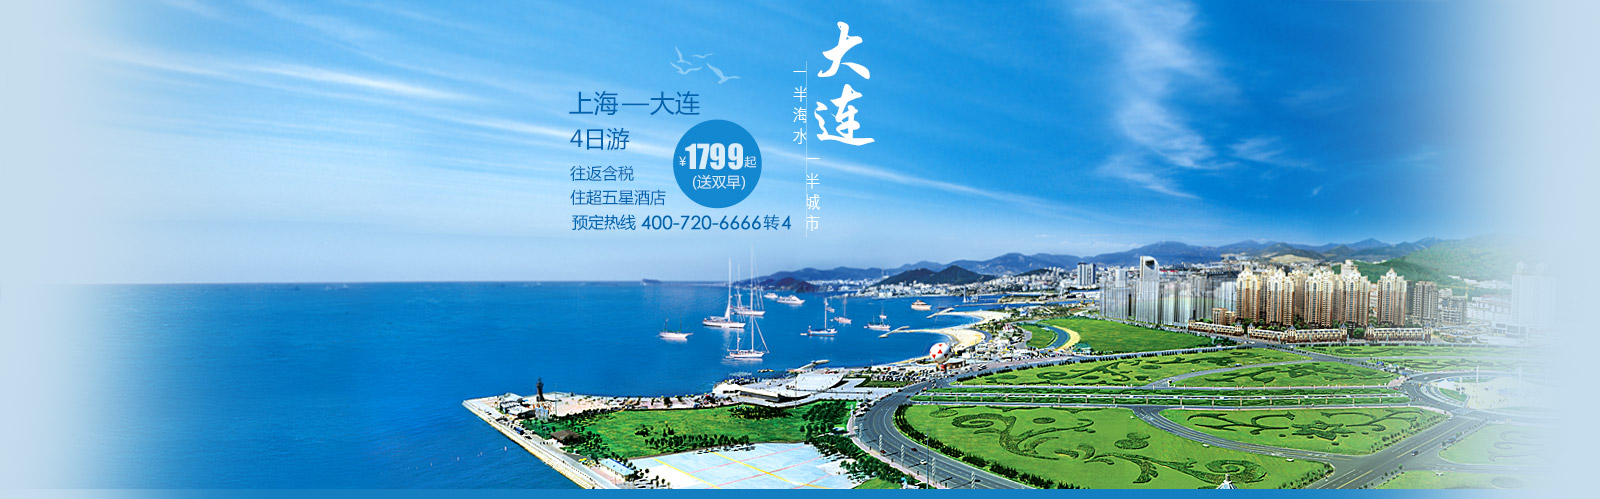 大连
一半海水
一半城市
上海—大连
4日游
¥1799起
(送双早)
往返含税
住超五星酒店
预定热线 400-720-6666转4